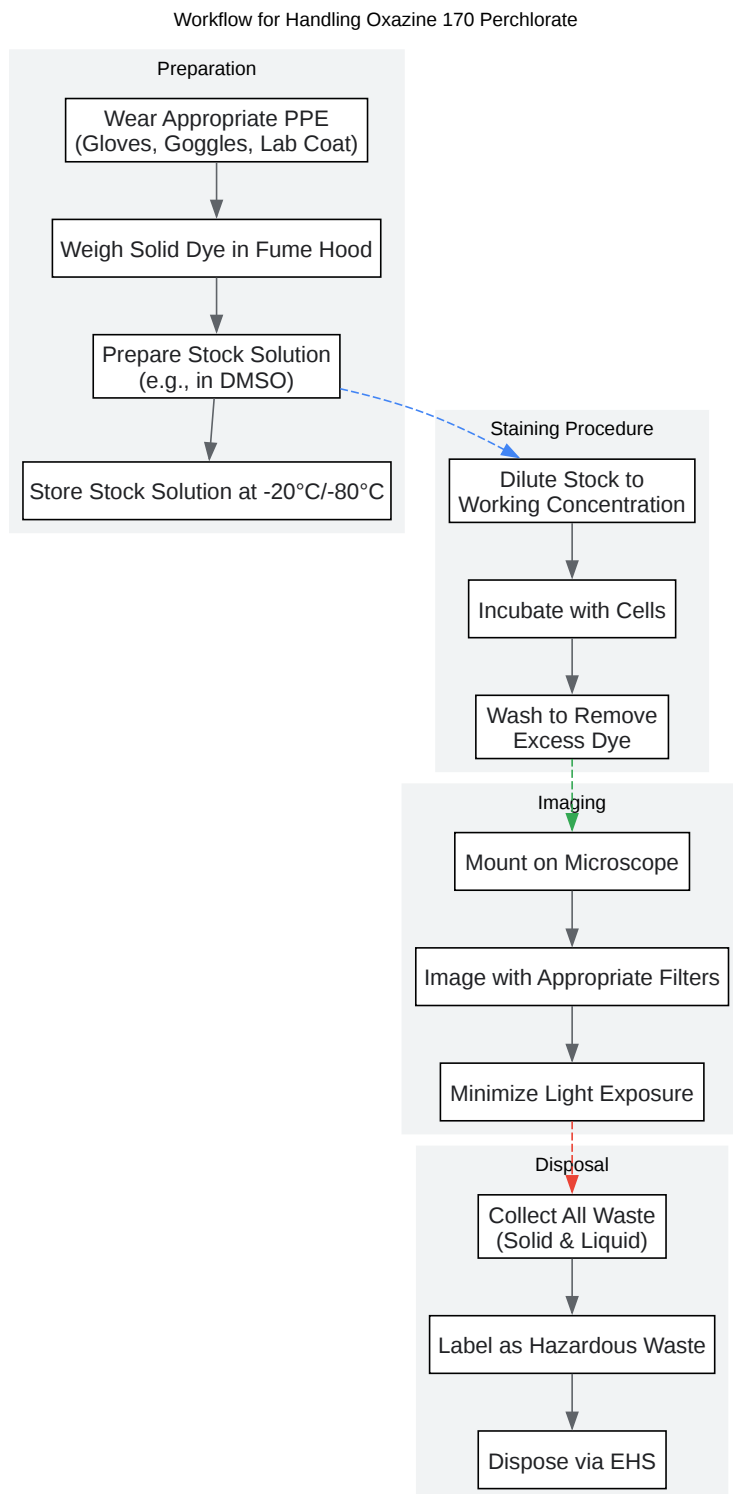 Workflow for Handling Oxazine 170 Perchlorate
Preparation
Wear Appropriate PPE
(Gloves, Goggles, Lab Coat)
Weigh Solid Dye in Fume Hood
Prepare Stock Solution
(e.g., in DMSO)
Store Stock Solution at -20°C/-80°C
Staining Procedure
Dilute Stock to
Working Concentration
Incubate with Cells
Wash to Remove
Excess Dye
Imaging
Mount on Microscope
Image with Appropriate Filters
Minimize Light Exposure
Disposal
Collect All Waste
(Solid & Liquid)
Label as Hazardous Waste
Dispose via EHS